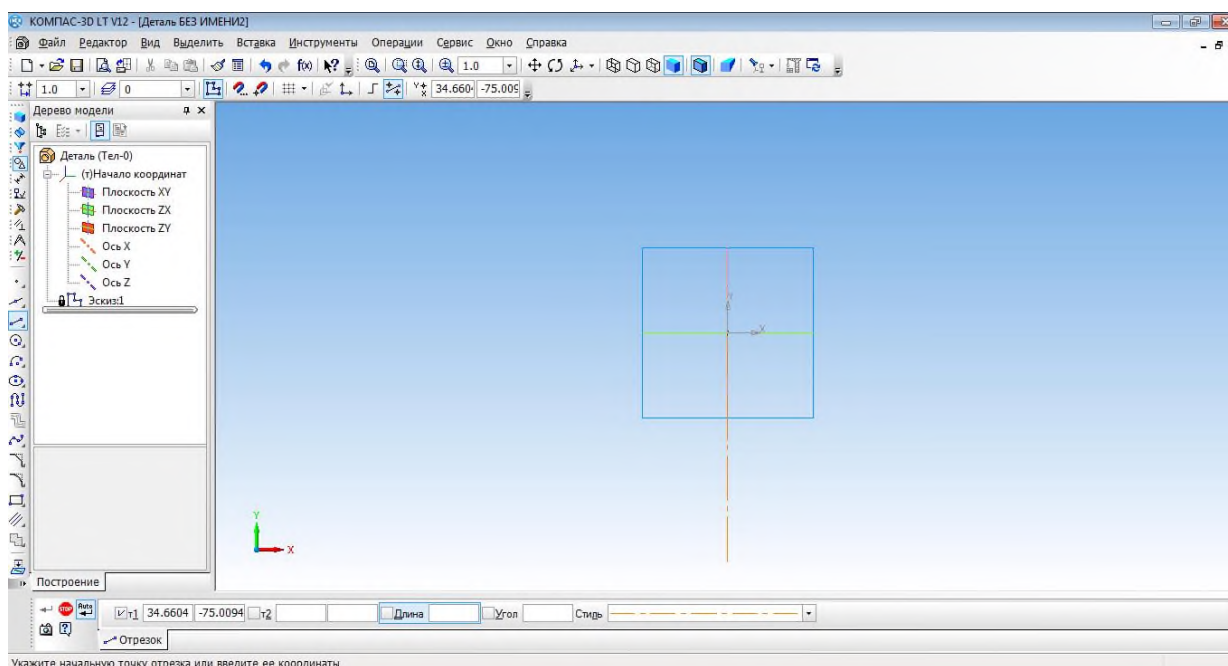 КОМПАС-3D LT V12 - [Деталь БЕЗ ИМЕНИ2]
Файл Редактор Вид Выделить Вставка Инструменты Операции Сервис Окно Справка
1.0
1.0 0 34.660 -75.009
Дерево модели
Деталь (Тел-0)
(т)Начало координат
Плоскость XY
Плоскость ZX
Плоскость ZY
Ось X
Ось Y
Ось Z
Эскиз:1
X
Y
X
Построение
Auto т1 34.6604 -75.0094 т2 Длина Угол Стиль
Отрезок
Укажите начальную точку отрезка или введите ее координаты